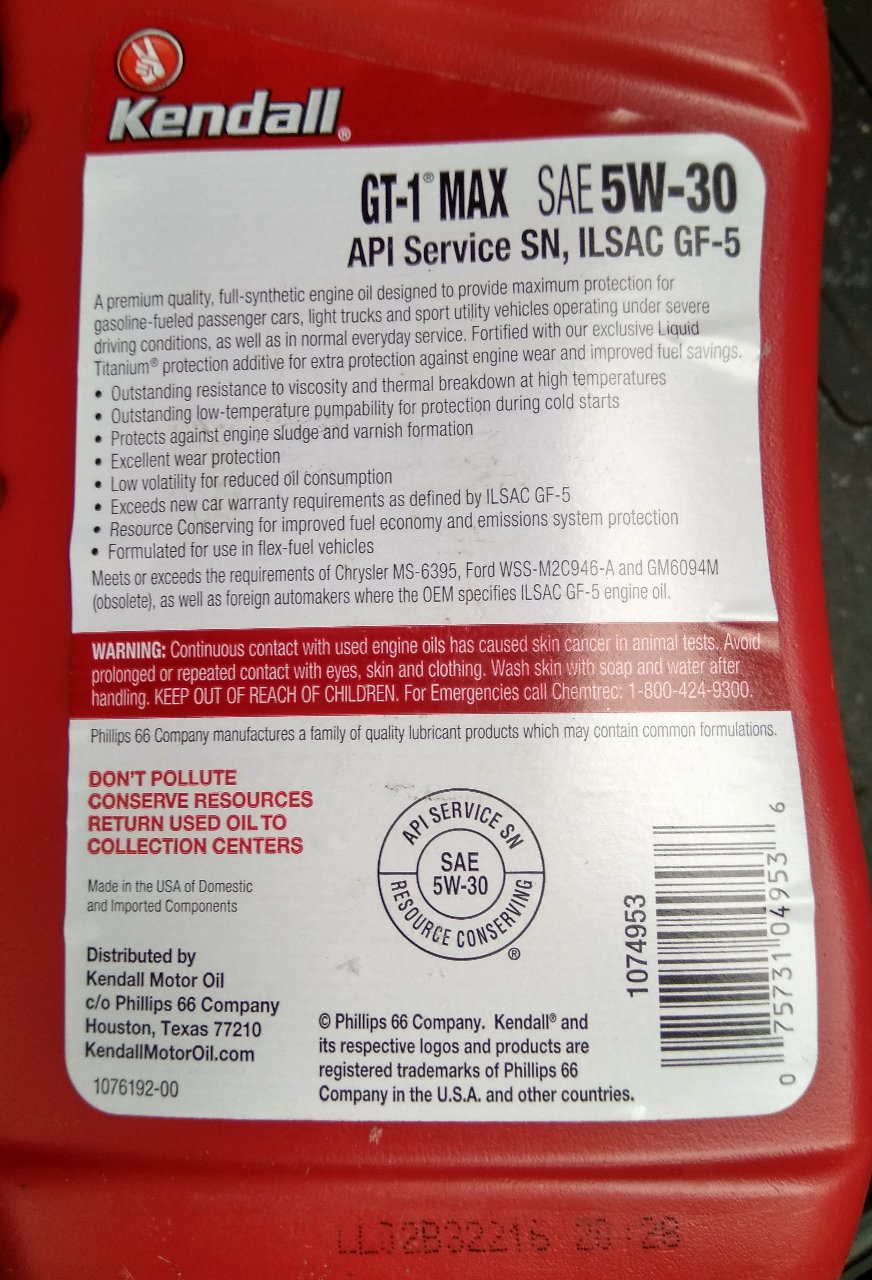 Kendall®
GT-1® MAX SAE 5W-30
API Service SN, ILSAC GF-5
A premium quality, full-synthetic engine oil designed to provide maximum protection for
gasoline-fueled passenger cars, light trucks and sport utility vehicles operating under severe
driving conditions, as well as in normal everyday service. Fortified with our exclusive Liquid
Titanium® protection additive for extra protection against engine wear and improved fuel savings.
• Outstanding resistance to viscosity and thermal breakdown at high temperatures
• Outstanding low-temperature pumpability for protection during cold starts
• Protects against engine sludge and varnish formation
• Excellent wear protection
• Low volatility for reduced oil consumption
• Exceeds new car warranty requirements as defined by ILSAC GF-5
• Resource Conserving for improved fuel economy and emissions system protection
• Formulated for use in flex-fuel vehicles
Meets or exceeds the requirements of Chrysler MS-6395, Ford WSS-M2C946-A and GM6094M
(obsolete), as well as foreign automakers where the OEM specifies ILSAC GF-5 engine oil.
WARNING: Continuous contact with used engine oils has caused skin cancer in animal tests. Avoid
prolonged or repeated contact with eyes, skin and clothing. Wash skin with soap and water after
handling. KEEP OUT OF REACH OF CHILDREN. For Emergencies call Chemtrec: 1-800-424-9300.
Phillips 66 Company manufactures a family of quality lubricant products which may contain common formulations.
DON'T POLLUTE
CONSERVE RESOURCES
RETURN USED OIL TO
COLLECTION CENTERS
Made in the USA of Domestic
and Imported Components
Distributed by
Kendall Motor Oil
c/o Phillips 66 Company
Houston, Texas 77210
KendallMotorOil.com
1076192-00
API SERVICE SN
SAE
5W-30
RESOURCE CONSERVING
®
© Phillips 66 Company. Kendall® and
its respective logos and products are
registered trademarks of Phillips 66
Company in the U.S.A. and other countries.
1074953
0 75731 04953 6
20:28